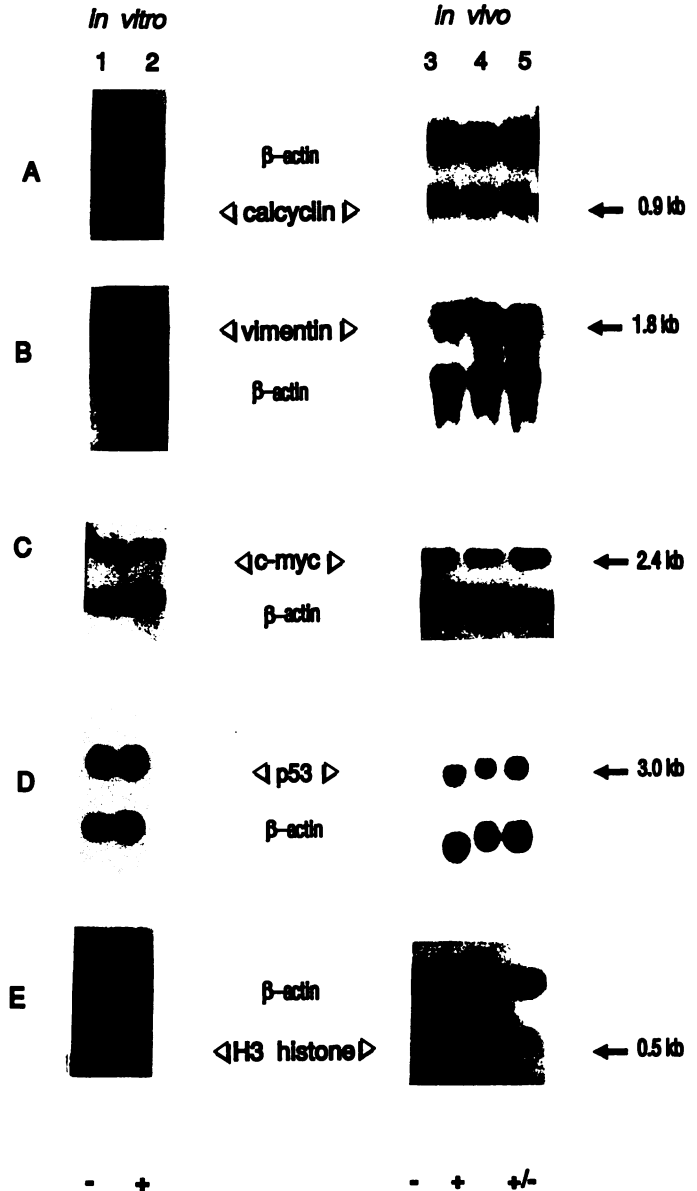 in vitro in vivo
1 2 3 4 5
A
β-actin
calcyclin 0.9 kb
B
vimentin 1.8 kb
β-actin
C
c-myc 2.4 kb
β-actin
D
p53 3.0 kb
β-actin
E
β-actin
H3 histone 0.5 kb
- + - + +/-